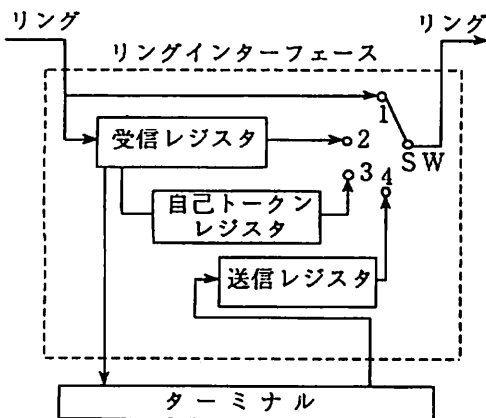 リング
リング
リングインターフェース
1
受信レジスタ
2
SW
3
4
自己トークン
レジスタ
送信レジスタ
ターミナル